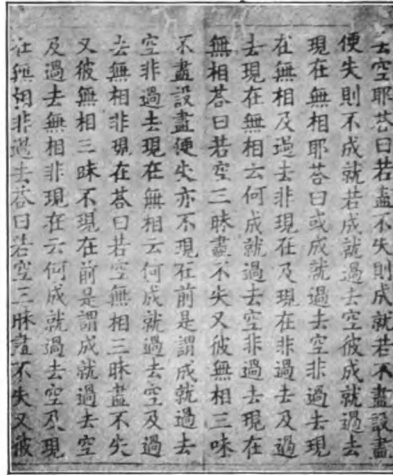 去空耶荅曰若盡不失則成就若不盡設盡
便失則不成就若成就過去空彼成就過去
現在無相耶荅曰或成就過去空非過去現
在無相及過去非現在及現在非過去及過
去現在無相云何成就過去空非過去現在
無相荅曰若空三昧盡不失又彼無相三昧
不盡設盡便失亦不現在前是謂成就過去
空非過去現在無相云何成就過去空及過
去無相非現在荅曰若空無相三昧盡不失
又彼無相三昧不現在前是謂成就過去空
及過去無相非現在云何成就過去空及現
在無相非過去荅曰若空三昧盡不失又彼